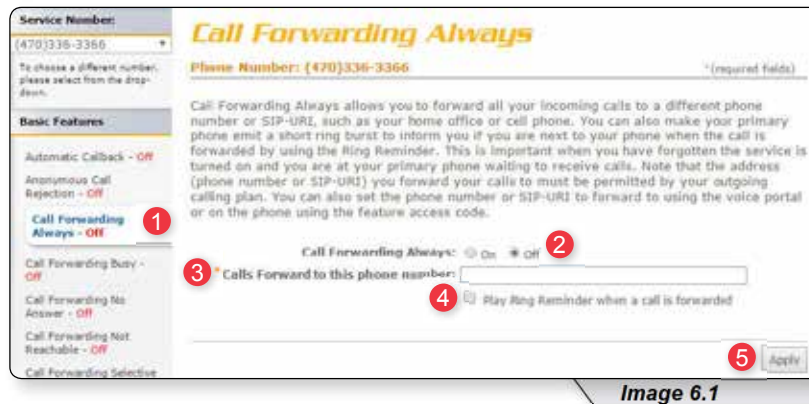 Service Number:
(470)336-3366
To choose a different number,
please select from the drop-
down.
Basic Features
Automatic Callback - Off
Anonymous Call
Rejection - Off
Call Forwarding
Always - Off
1
Call Forwarding Busy -
Off
Call Forwarding No
Answer - Off
Call Forwarding Not
Reachable - Off
Call Forwarding Selective
Call Forwarding Always
Phone Number: (470)336-3366
*(required fields)
Call Forwarding Always allows you to forward all your incoming calls to a different phone
number or SIP-URI, such as your home office or cell phone. You can also make your primary
phone emit a short ring burst to inform you if you are next to your phone when the call is
forwarded by using the Ring Reminder. This is important when you have forgotten the service is
turned on and you are at your primary phone waiting to receive calls. Note that the address
(phone number or SIP-URI) you forward your calls to must be permitted by your outgoing
calling plan. You can also set the phone number or SIP-URI to forward to using the voice portal
or on the phone using the feature access code.
Call Forwarding Always: On Off 2
3 * Calls Forward to this phone number:
4 Play Ring Reminder when a call is forwarded
5 Apply
Image 6.1